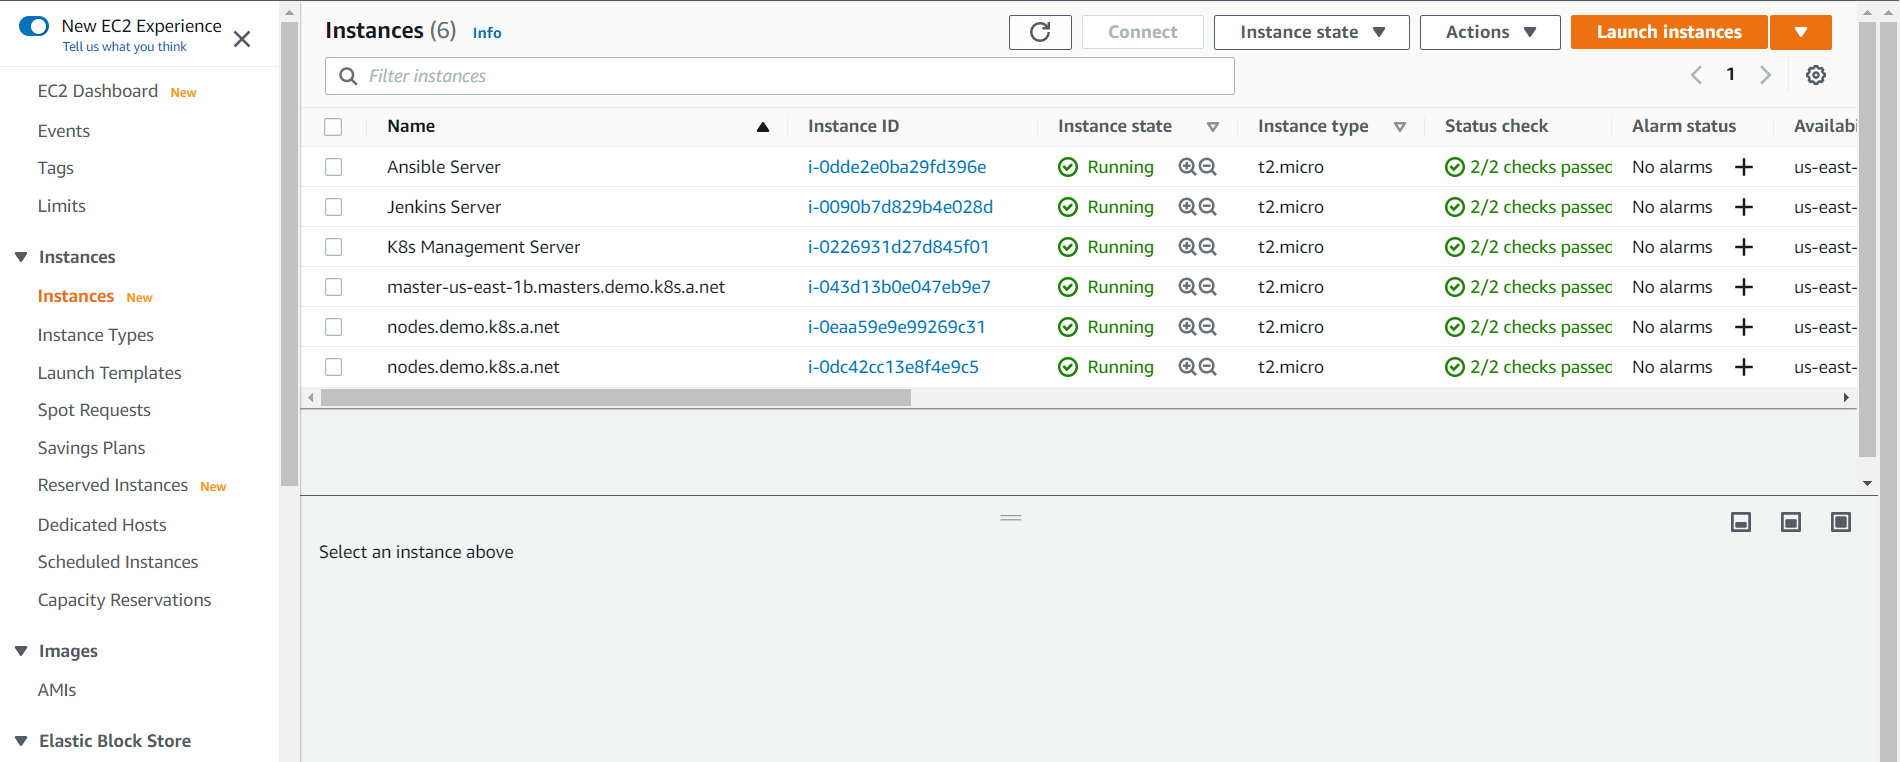 New EC2 Experience
Tell us what you think
EC2 Dashboard New
Events
Tags
Limits
Instances
Instances New
Instance Types
Launch Templates
Spot Requests
Savings Plans
Reserved Instances New
Dedicated Hosts
Scheduled Instances
Capacity Reservations
Images
AMIs
Elastic Block Store
Instances (6) Info
Connect Instance state Actions Launch instances
Filter instances
1
Name Instance ID Instance state Instance type Status check Alarm status Availabi
Ansible Server i-0dde2e0ba29fd396e Running t2.micro 2/2 checks passed No alarms + us-east-
Jenkins Server i-0090b7d829b4e028d Running t2.micro 2/2 checks passed No alarms + us-east-
K8s Management Server i-0226931d27d845f01 Running t2.micro 2/2 checks passed No alarms + us-east-
master-us-east-1b.masters.demo.k8s.a.net i-043d13b0e047eb9e7 Running t2.micro 2/2 checks passed No alarms + us-east-
nodes.demo.k8s.a.net i-0eaa59e9e99269c31 Running t2.micro 2/2 checks passed No alarms + us-east-
nodes.demo.k8s.a.net i-0dc42cc13e8f4e9c5 Running t2.micro 2/2 checks passed No alarms + us-east-
Select an instance above